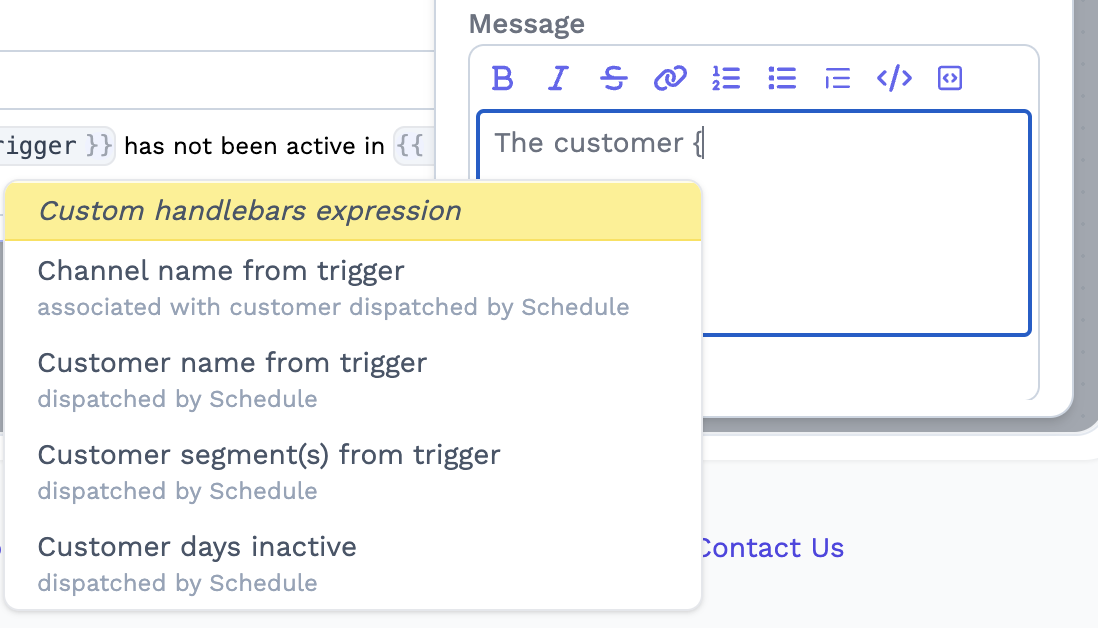 Message
The customer {
rigger }} has not been active in {{
Custom handlebars expression
Channel name from trigger
associated with customer dispatched by Schedule
Customer name from trigger
dispatched by Schedule
Customer segment(s) from trigger
dispatched by Schedule
Customer days inactive
dispatched by Schedule
Contact Us